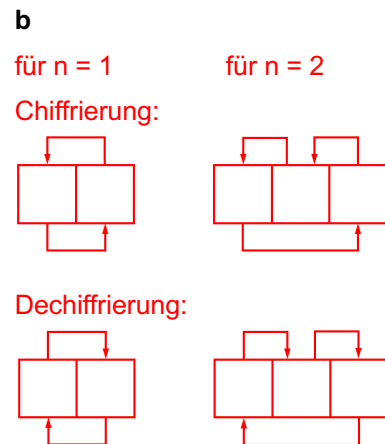 b
für n = 1 für n = 2
Chiffrierung:
Dechiffrierung: